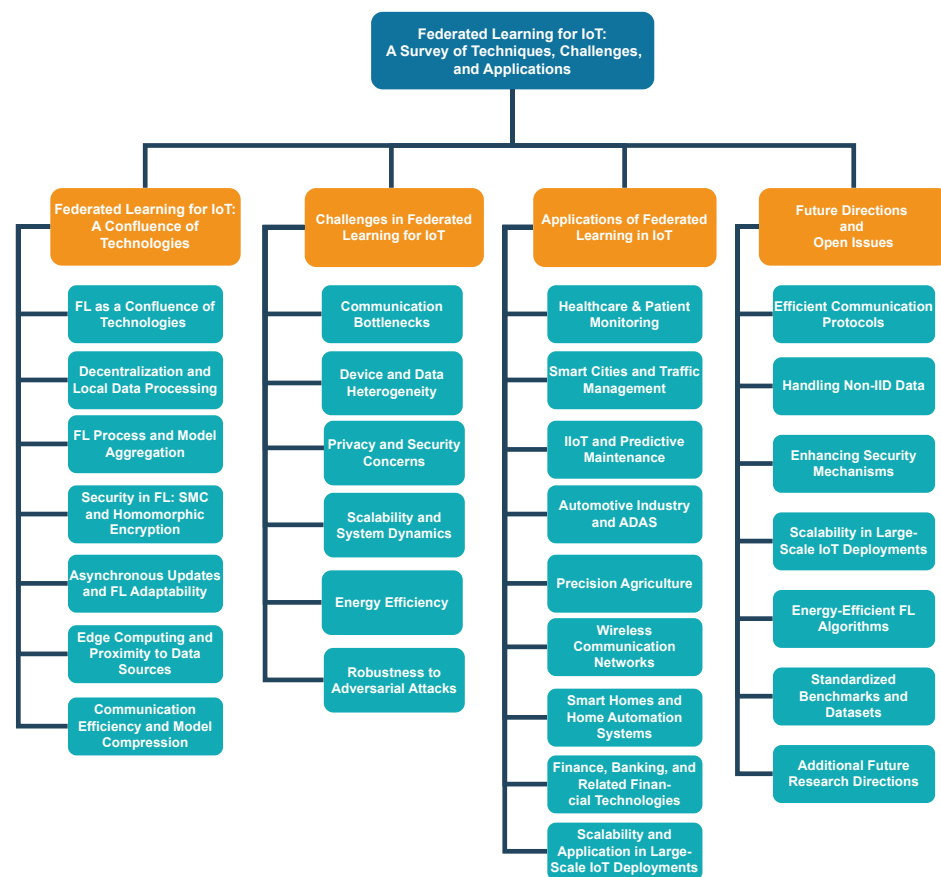 Federated Learning for IoT:
A Survey of Techniques, Challenges,
and Applications
Federated Learning for IoT:
A Confluence of
Technologies
FL as a Confluence of
Technologies
Decentralization and
Local Data Processing
FL Process and Model
Aggregation
Security in FL: SMC
and Homomorphic
Encryption
Asynchronous Updates
and FL Adaptability
Edge Computing and
Proximity to Data
Sources
Communication
Efficiency and Model
Compression
Challenges in Federated
Learning for IoT
Communication
Bottlenecks
Device and Data
Heterogeneity
Privacy and Security
Concerns
Scalability and
System Dynamics
Energy Efficiency
Robustness to
Adversarial Attacks
Applications of Federated
Learning in IoT
Healthcare & Patient
Monitoring
Smart Cities and Traffic
Management
IIoT and Predictive
Maintenance
Automotive Industry
and ADAS
Precision Agriculture
Wireless
Communication
Networks
Smart Homes and
Home Automation
Systems
Finance, Banking, and
Related Finan-
cial Technologies
Scalability and
Application in Large-
Scale IoT Deployments
Future Directions
and
Open Issues
Efficient Communication
Protocols
Handling Non-IID Data
Enhancing Security
Mechanisms
Scalability in Large-
Scale IoT Deployments
Energy-Efficient FL
Algorithms
Standardized
Benchmarks and
Datasets
Additional Future
Research Directions